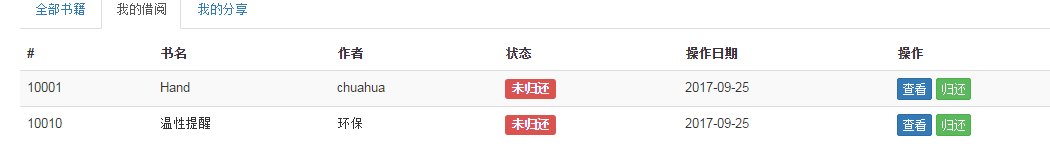 全部书籍 我的借阅 我的分享
# 书名 作者 状态 操作日期 操作
10001 Hand chuahua 未归还 2017-09-25 查看 归还
10010 温性提醒 环保 未归还 2017-09-25 查看 归还